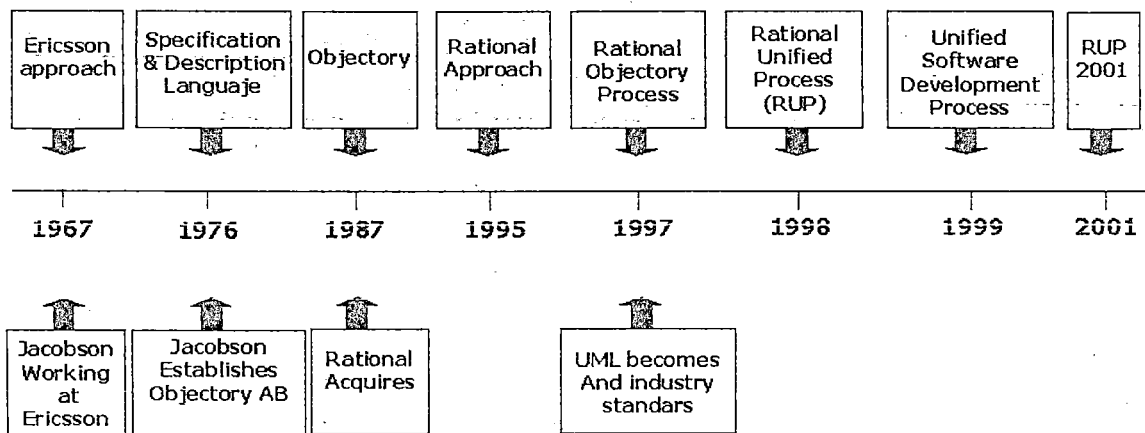 Ericsson
approach
Specification
& Description
Languaje
Objectory
Rational
Approach
Rational
Objectory
Process
Rational
Unified
Process
(RUP)
Unified
Software
Development
Process
RUP
2001
1967
1976
1987
1995
1997
1998
1999
2001
Jacobson
Working
at
Ericsson
Jacobson
Establishes
Objectory AB
Rational
Acquires
UML becomes
And industry
standars